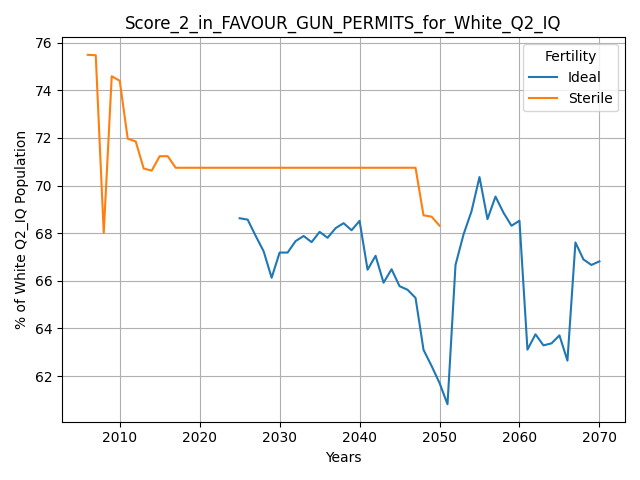 Score_2_in_FAVOUR_GUN_PERMITS_for_White_Q2_IQ
Fertility
Ideal
Sterile
% of White Q2_IQ Population
76
74
72
70
68
66
64
62
2010 2020 2030 2040 2050 2060 2070
Years